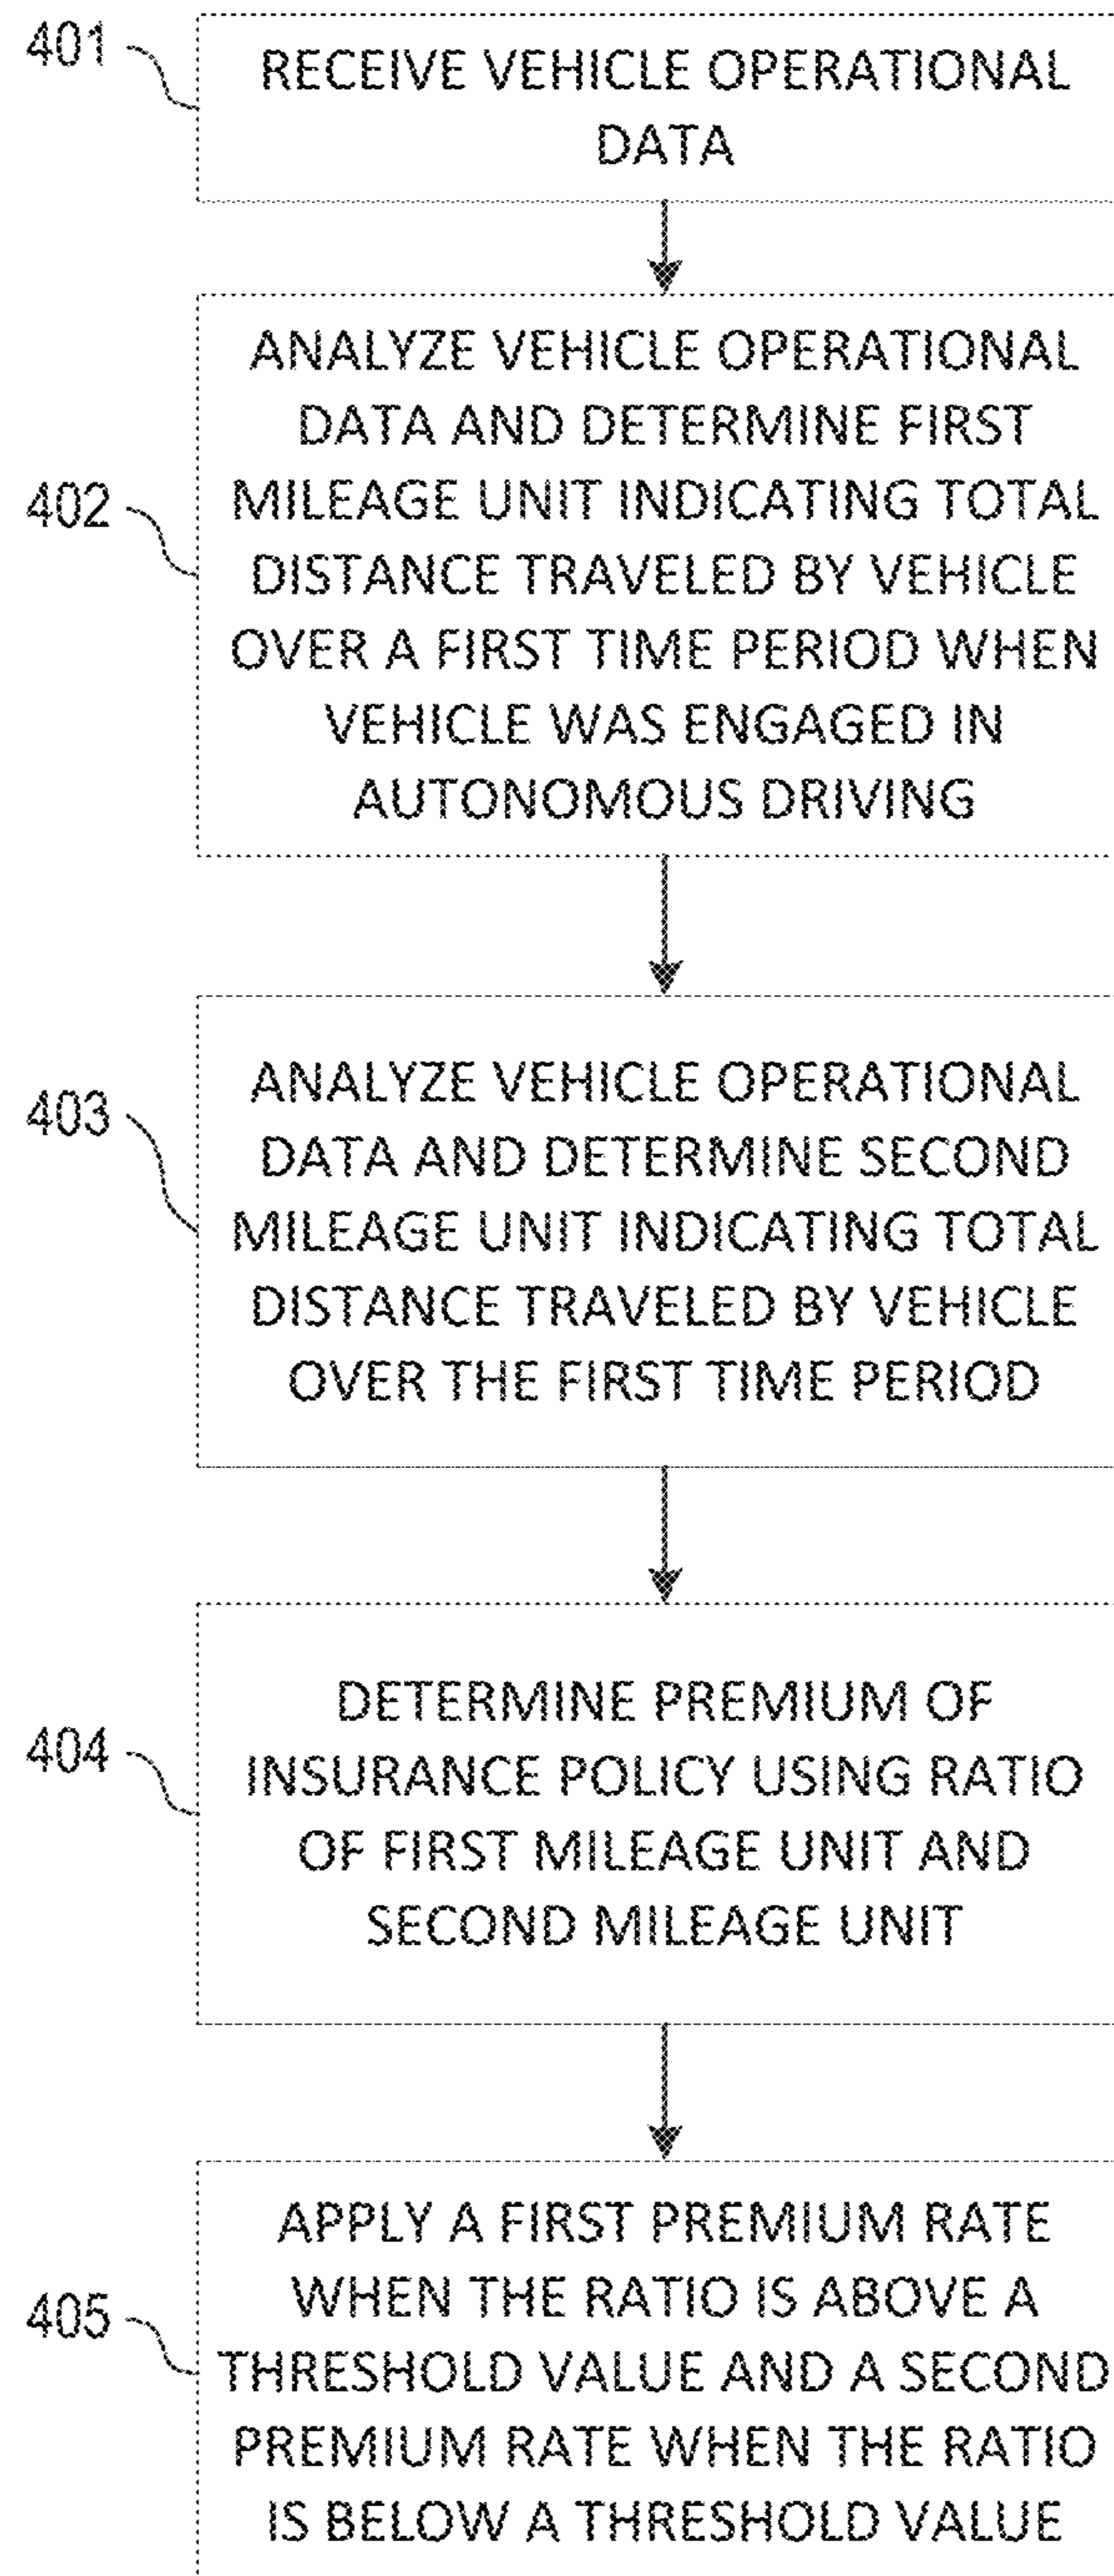 401
RECEIVE VEHICLE OPERATIONAL
DATA
402
ANALYZE VEHICLE OPERATIONAL
DATA AND DETERMINE FIRST
MILEAGE UNIT INDICATING TOTAL
DISTANCE TRAVELED BY VEHICLE
OVER A FIRST TIME PERIOD WHEN
VEHICLE WAS ENGAGED IN
AUTONOMOUS DRIVING
403
ANALYZE VEHICLE OPERATIONAL
DATA AND DETERMINE SECOND
MILEAGE UNIT INDICATING TOTAL
DISTANCE TRAVELED BY VEHICLE
OVER THE FIRST TIME PERIOD
404
DETERMINE PREMIUM OF
INSURANCE POLICY USING RATIO
OF FIRST MILEAGE UNIT AND
SECOND MILEAGE UNIT
405
APPLY A FIRST PREMIUM RATE
WHEN THE RATIO IS ABOVE A
THRESHOLD VALUE AND A SECOND
PREMIUM RATE WHEN THE RATIO
IS BELOW A THRESHOLD VALUE